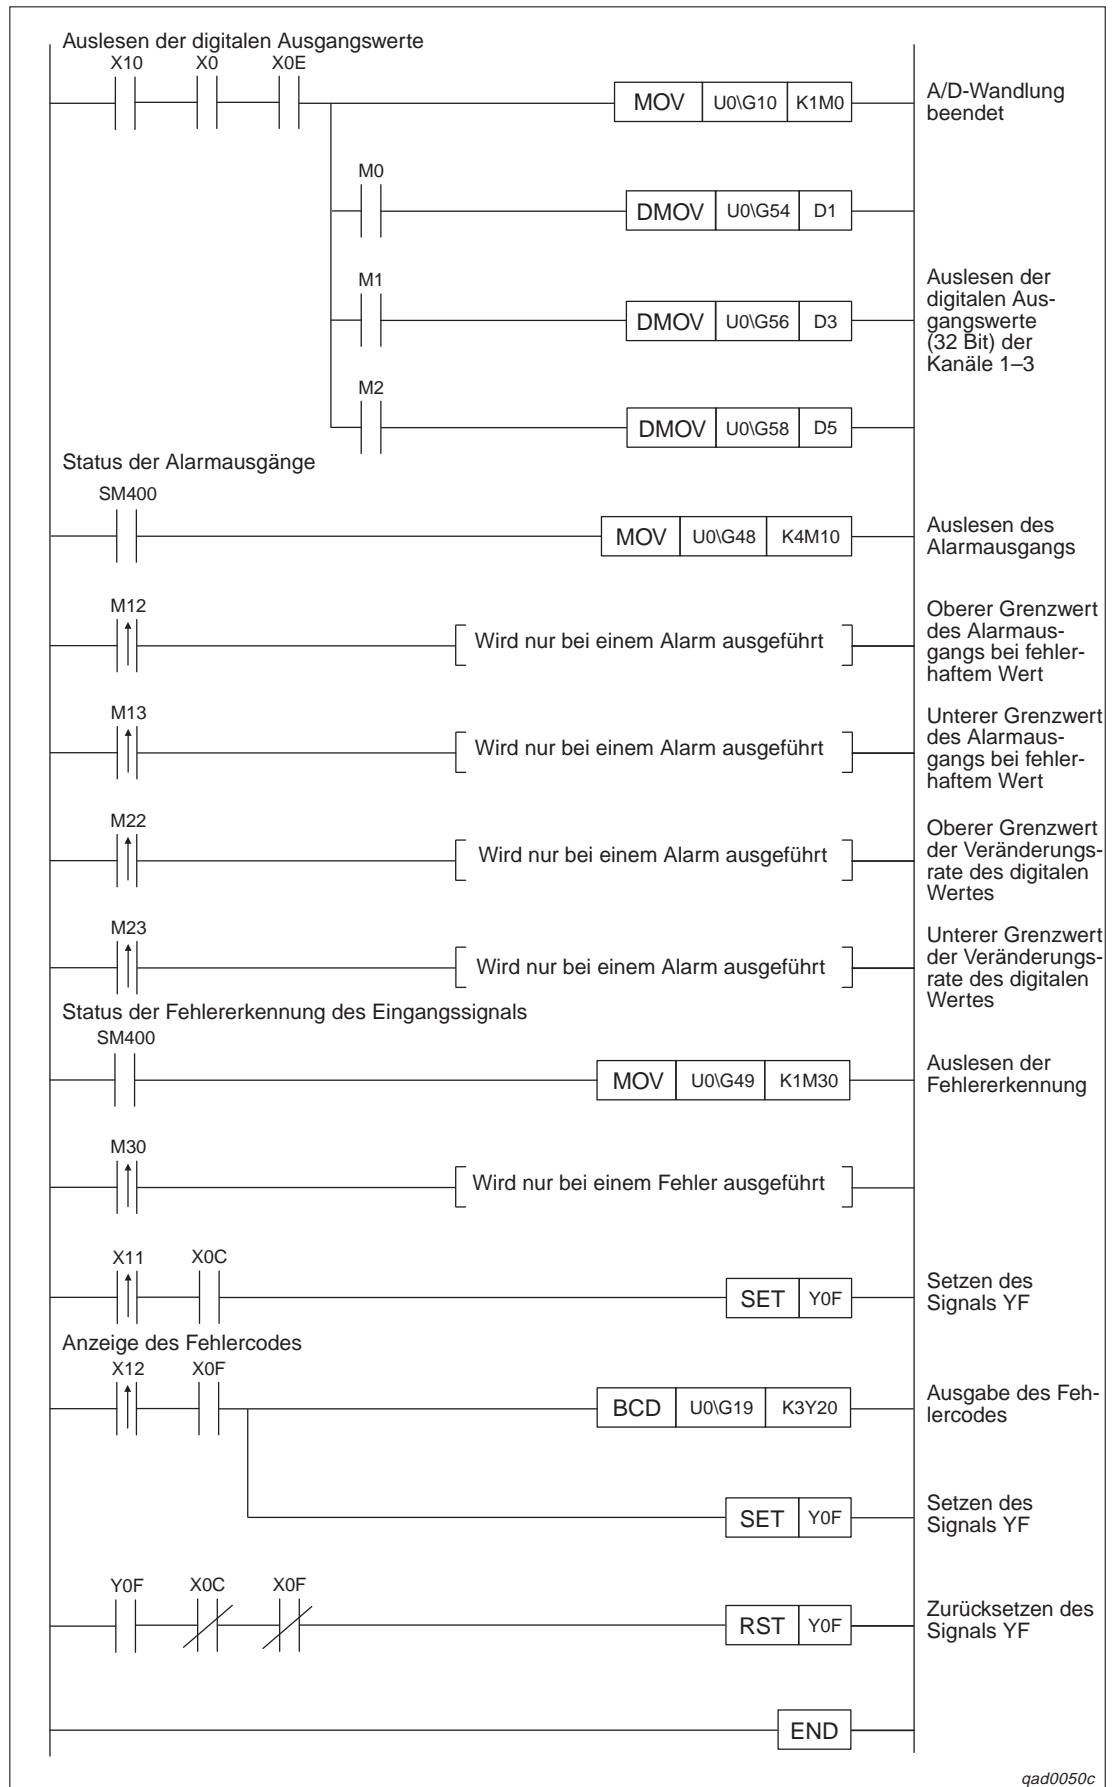 Auslesen der digitalen Ausgangswerte
X10 X0 X0E
MOV U0\G10 K1M0
A/D-Wandlung
beendet
M0
DMOV U0\G54 D1
M1
DMOV U0\G56 D3
Auslesen der
digitalen Aus-
gangswerte
(32 Bit) der
Kanäle 1–3
M2
DMOV U0\G58 D5
Status der Alarmausgänge
SM400
MOV U0\G48 K4M10
Auslesen des
Alarmausgangs
M12
Wird nur bei einem Alarm ausgeführt
Oberer Grenzwert
des Alarmaus-
gangs bei fehler-
haftem Wert
M13
Wird nur bei einem Alarm ausgeführt
Unterer Grenzwert
des Alarmaus-
gangs bei fehler-
haftem Wert
M22
Wird nur bei einem Alarm ausgeführt
Oberer Grenzwert
der Veränderungs-
rate des digitalen
Wertes
M23
Wird nur bei einem Alarm ausgeführt
Unterer Grenzwert
der Veränderungs-
rate des digitalen
Wertes
Status der Fehlererkennung des Eingangssignals
SM400
MOV U0\G49 K1M30
Auslesen der
Fehlererkennung
M30
Wird nur bei einem Fehler ausgeführt
X11 X0C
SET Y0F
Setzen des
Signals YF
Anzeige des Fehlercodes
X12 X0F
BCD U0\G19 K3Y20
Ausgabe des Feh-
lercodes
SET Y0F
Setzen des
Signals YF
Y0F X0C X0F
RST Y0F
Zurücksetzen des
Signals YF
END
qad0050c